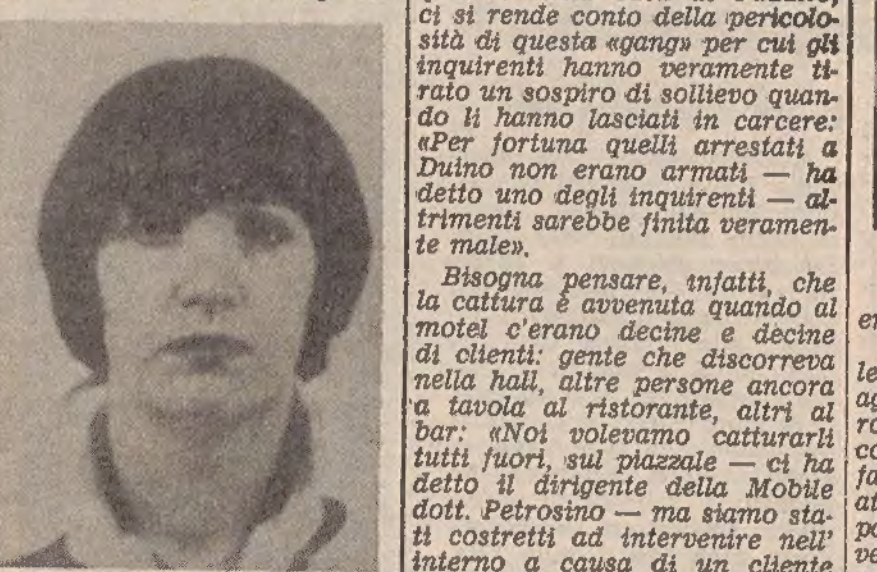 ci si rende conto della pericolo-
sità di questa «gang» per cui gli
inquirenti hanno veramente ti-
rato un sospiro di sollievo quan-
do li hanno lasciati in carcere:
«Per fortuna quelli arrestati a
Duino non erano armati — ha
detto uno degli inquirenti — al-
trimenti sarebbe finita veramen-
te male».
Bisogna pensare, infatti, che
la cattura è avvenuta quando al
motel c'erano decine e decine
di clienti: gente che discorreva
nella hall, altre persone ancora
a tavola al ristorante, altri al
bar: «Noi volevamo catturarli
tutti fuori, sul piazzale — ci ha
detto il dirigente della Mobile
dott. Petrosino — ma siamo sta-
ti costretti ad intervenire nell'
interno a causa di un cliente